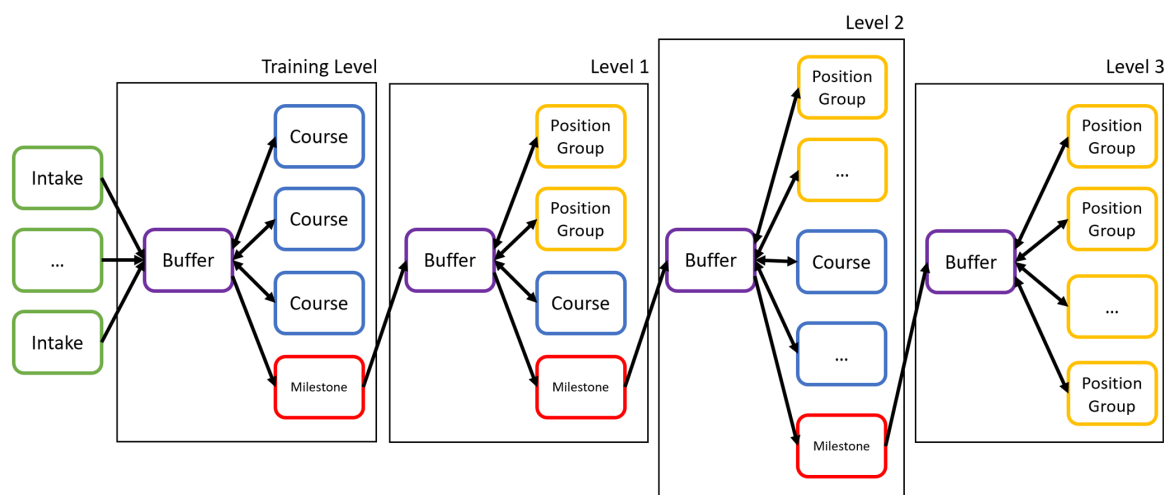 Intake
...
Intake
Training Level
Buffer
Course
Course
Course
Milestone
Level 1
Buffer
Position
Group
Position
Group
Course
Milestone
Level 2
Buffer
Position
Group
...
Course
...
Milestone
Level 3
Buffer
Position
Group
Position
Group
...
Position
Group